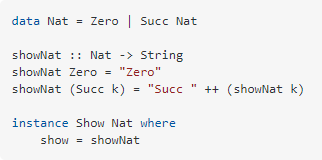 data Nat = Zero | Succ Nat
showNat :: Nat -> String
showNat Zero = "Zero"
showNat (Succ k) = "Succ " ++ (showNat k)
instance Show Nat where
    show = showNat